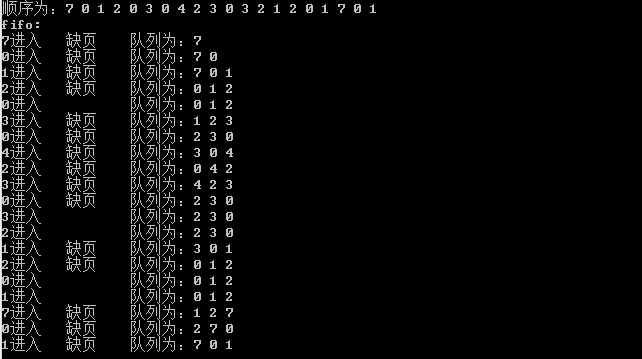 顺序为：7 0 1 2 0 3 0 4 2 3 0 3 2 1 2 0 1 7 0 1
fifo:
7进入 缺页 队列为：7
0进入 缺页 队列为：7 0
1进入 缺页 队列为：7 0 1
2进入 缺页 队列为：0 1 2
0进入 队列为：0 1 2
3进入 缺页 队列为：1 2 3
0进入 缺页 队列为：2 3 0
4进入 缺页 队列为：3 0 4
2进入 缺页 队列为：0 4 2
3进入 缺页 队列为：4 2 3
0进入 缺页 队列为：2 3 0
3进入 队列为：2 3 0
2进入 队列为：2 3 0
1进入 缺页 队列为：3 0 1
2进入 缺页 队列为：0 1 2
0进入 队列为：0 1 2
1进入 队列为：0 1 2
7进入 缺页 队列为：1 2 7
0进入 缺页 队列为：2 7 0
1进入 缺页 队列为：7 0 1